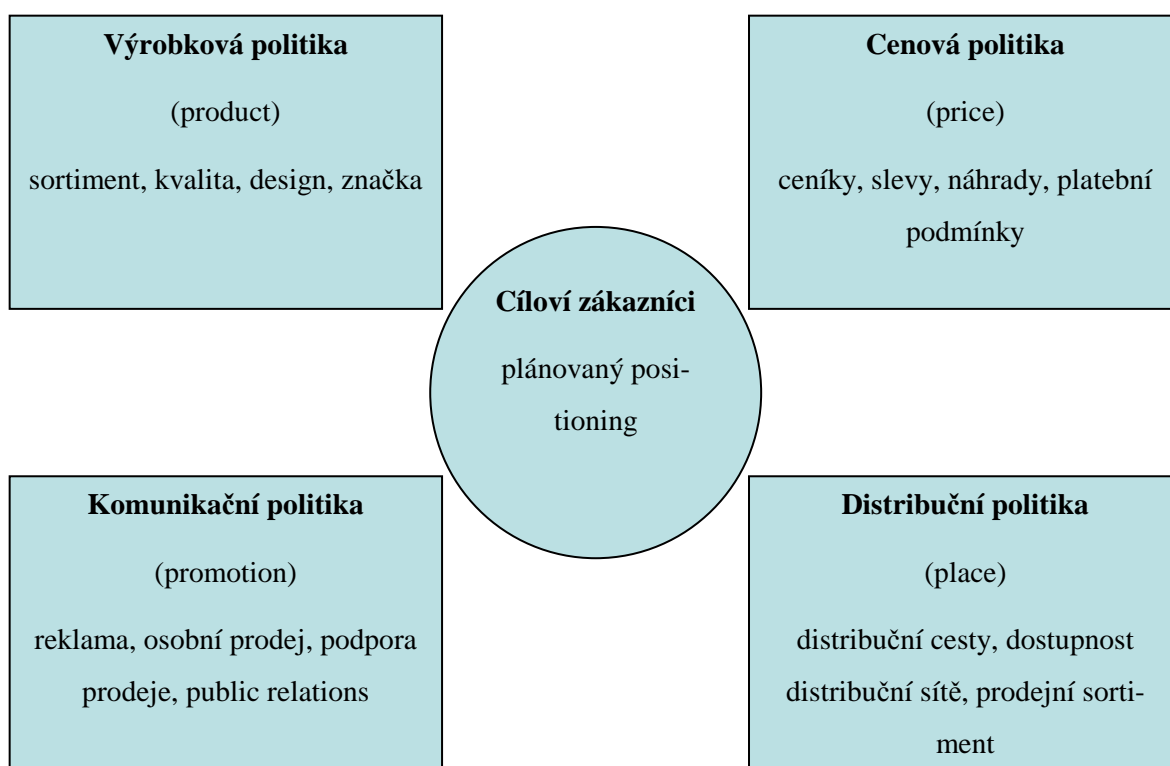 Výrobková politika
(product)
sortiment, kvalita, design, značka
Cenová politika
(price)
ceníky, slevy, náhrady, platební
podmínky
Cíloví zákazníci
plánovaný posi-
tioning
Komunikační politika
(promotion)
reklama, osobní prodej, podpora
prodeje, public relations
Distribuční politika
(place)
distribuční cesty, dostupnost
distribuční sítě, prodejní sorti-
ment